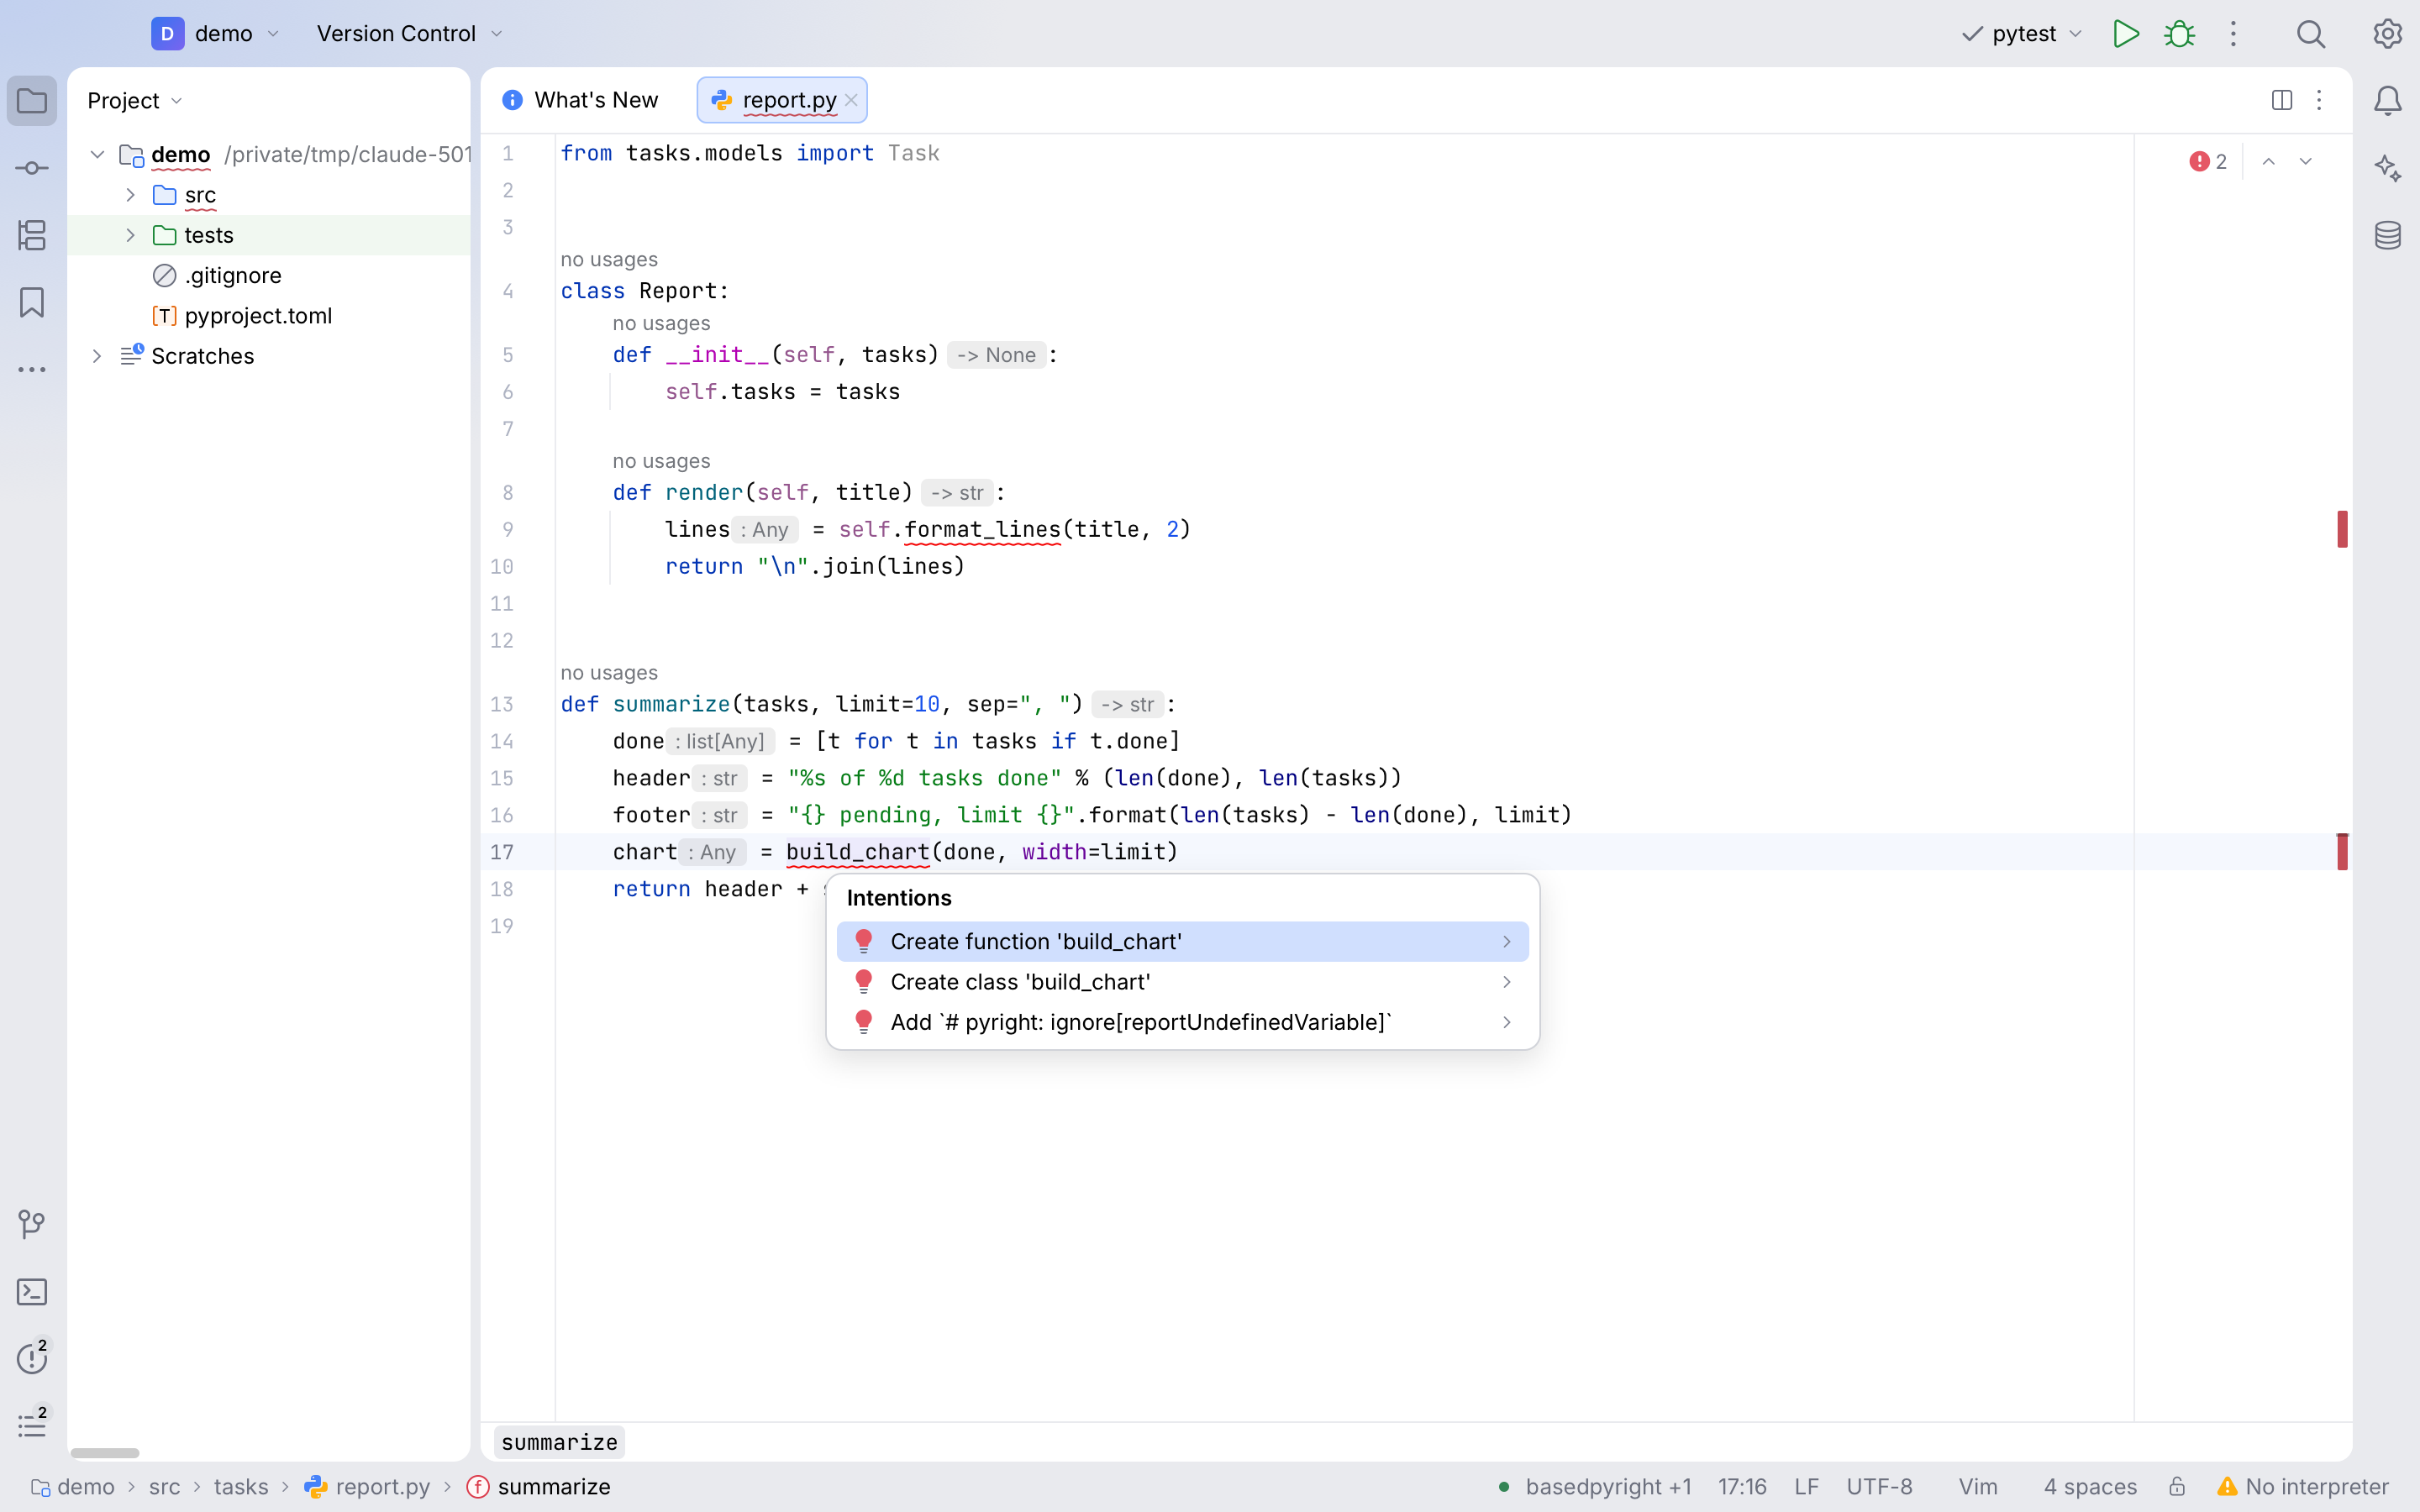 D demo Version Control pytest
Project
What's New report.py
demo /private/tmp/claude-501
src
tests
.gitignore
[T] pyproject.toml
Scratches
2
1 from tasks.models import Task
2
3
no usages
4 class Report:
no usages
5 def __init__(self, tasks) -> None:
6 self.tasks = tasks
7
no usages
8 def render(self, title) -> str:
9 lines : Any = self.format_lines(title, 2)
10 return "\n".join(lines)
11
12
no usages
13 def summarize(tasks, limit=10, sep=", ") -> str:
14 done : list[Any] = [t for t in tasks if t.done]
15 header : str = "%s of %d tasks done" % (len(done), len(tasks))
16 footer : str = "{} pending, limit {}".format(len(tasks) - len(done), limit)
17 chart : Any = build_chart(done, width=limit)
18 return header +
19
Intentions
Create function 'build_chart'
Create class 'build_chart'
Add `# pyright: ignore[reportUndefinedVariable]`
2
2
summarize
demo src tasks report.py f summarize
basedpyright +1 17:16 LF UTF-8 Vim 4 spaces No interpreter